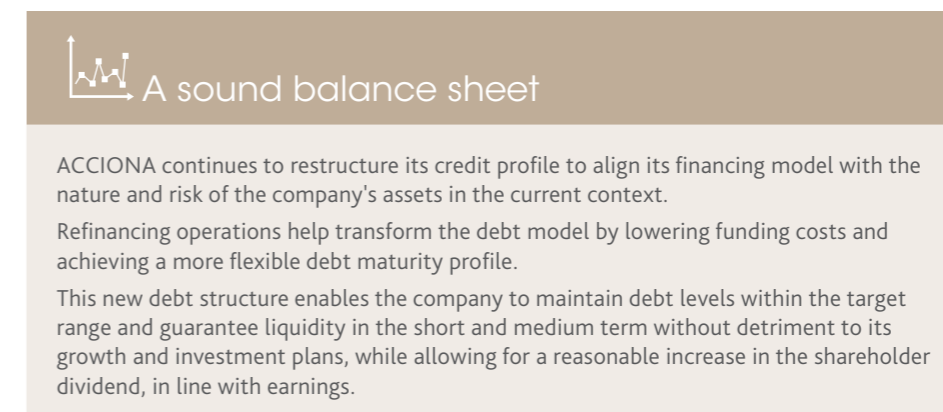 A sound balance sheet
ACCIONA continues to restructure its credit profile to align its financing model with the
nature and risk of the company's assets in the current context.
Refinancing operations help transform the debt model by lowering funding costs and
achieving a more flexible debt maturity profile.
This new debt structure enables the company to maintain debt levels within the target
range and guarantee liquidity in the short and medium term without detriment to its
growth and investment plans, while allowing for a reasonable increase in the shareholder
dividend, in line with earnings.